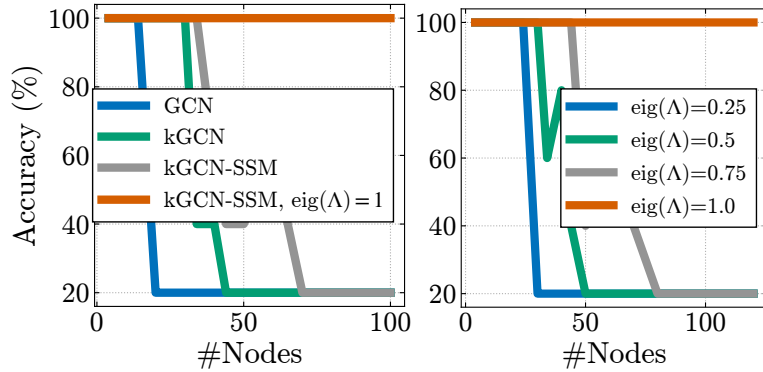 Accuracy (%)
100
80
60
40
20
0
50
100
#Nodes
GCN
kGCN
kGCN-SSM
kGCN-SSM, eig(Λ) = 1
100
80
60
40
20
0
50
100
#Nodes
eig(Λ)=0.25
eig(Λ)=0.5
eig(Λ)=0.75
eig(Λ)=1.0